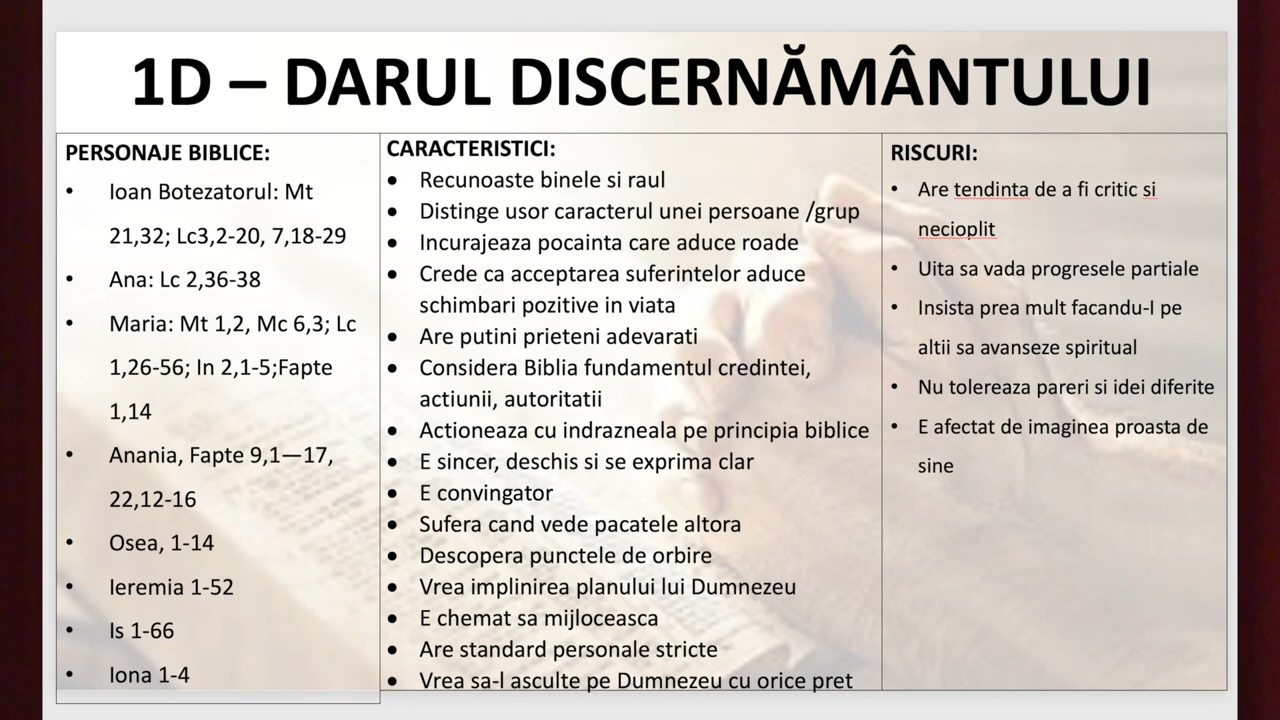 1D – DARUL DISCERNĂMÂNTULUI
PERSONAJE BIBLICE:
• Ioan Botezatorul: Mt
21,32; Lc3,2-20, 7,18-29
• Ana: Lc 2,36-38
• Maria: Mt 1,2, Mc 6,3; Lc
1,26-56; In 2,1-5;Fapte
1,14
• Anania, Fapte 9,1—17,
22,12-16
• Osea, 1-14
• Ieremia 1-52
• Is 1-66
• Iona 1-4
CARACTERISTICI:
• Recunoaste binele si raul
• Distinge usor caracterul unei persoane /grup
• Incurajeaza pocainta care aduce roade
• Crede ca acceptarea suferintelor aduce
schimbari pozitive in viata
• Are putini prieteni adevarati
• Considera Biblia fundamentul credintei,
actiunii, autoritatii
• Actioneaza cu indrazneala pe principia biblice
• E sincer, deschis si se exprima clar
• E convingator
• Sufera cand vede pacatele altora
• Descopera punctele de orbire
• Vrea implinirea planului lui Dumnezeu
• E chemat sa mijloceasca
• Are standard personale stricte
• Vrea sa-l asculte pe Dumnezeu cu orice pret
RISCURI:
• Are tendinta de a fi critic si
necioplit
• Uita sa vada progresele partiale
• Insista prea mult facandu-I pe
altii sa avanseze spiritual
• Nu tolereaza pareri si idei diferite
• E afectat de imaginea proasta de
sine